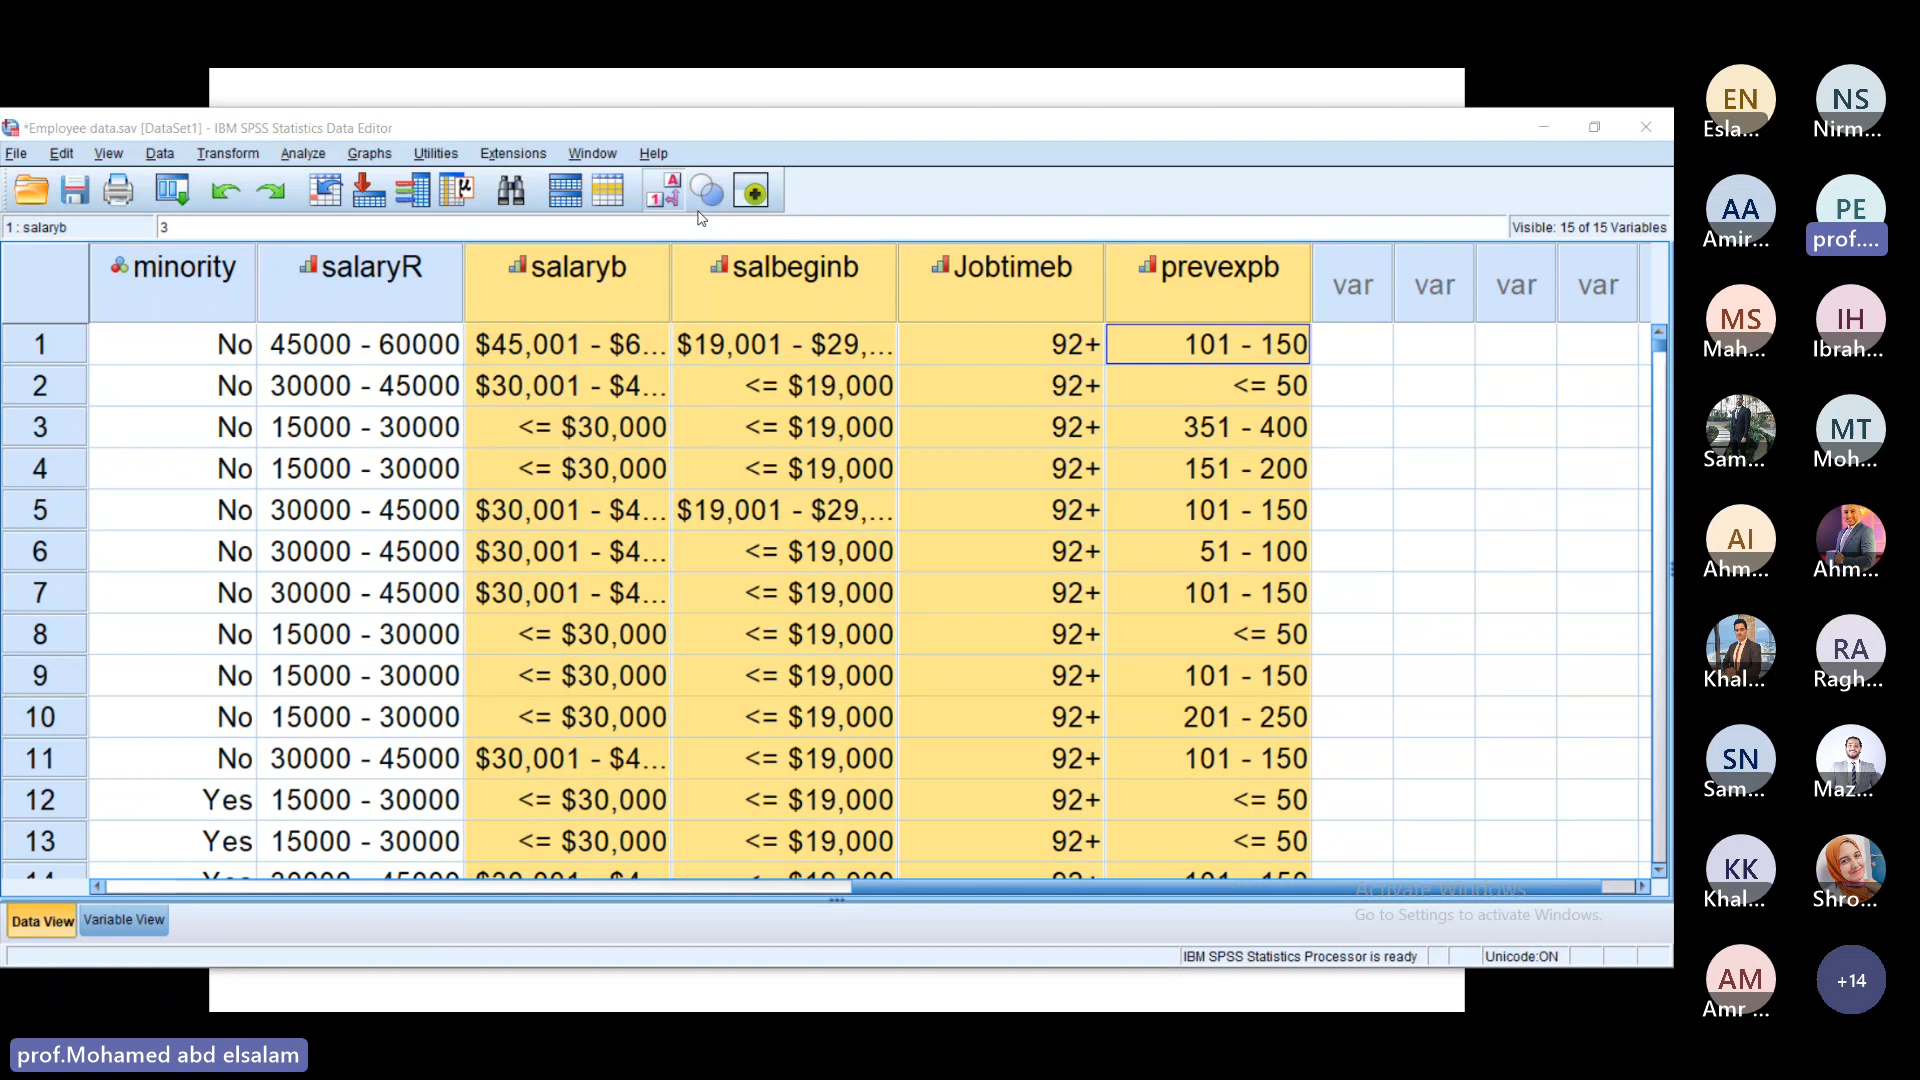 *Employee data.sav [DataSet1] - IBM SPSS Statistics Data Editor
File Edit View Data Transform Analyze Graphs Utilities Extensions Window Help
1 : salaryb 3 Visible: 15 of 15 Variables
minority salaryR salaryb salbeginb Jobtimeb prevexpb var var var var
1 No 45000 - 60000 $45,001 - $6... $19,001 - $29,... 92+ 101 - 150
2 No 30000 - 45000 $30,001 - $4... <= $19,000 92+ <= 50
3 No 15000 - 30000 <= $30,000 <= $19,000 92+ 351 - 400
4 No 15000 - 30000 <= $30,000 <= $19,000 92+ 151 - 200
5 No 30000 - 45000 $30,001 - $4... $19,001 - $29,... 92+ 101 - 150
6 No 30000 - 45000 $30,001 - $4... <= $19,000 92+ 51 - 100
7 No 30000 - 45000 $30,001 - $4... <= $19,000 92+ 101 - 150
8 No 15000 - 30000 <= $30,000 <= $19,000 92+ <= 50
9 No 15000 - 30000 <= $30,000 <= $19,000 92+ 101 - 150
10 No 15000 - 30000 <= $30,000 <= $19,000 92+ 201 - 250
11 No 30000 - 45000 $30,001 - $4... <= $19,000 92+ 101 - 150
12 Yes 15000 - 30000 <= $30,000 <= $19,000 92+ <= 50
13 Yes 15000 - 30000 <= $30,000 <= $19,000 92+ <= 50
Activate Windows
Go to Settings to activate Windows.
Data View Variable View
IBM SPSS Statistics Processor is ready Unicode:ON
prof.Mohamed abd elsalam
EN NS
Esla... Nirm...
AA PE
Amir... prof....
MS IH
Mah... Ibrah...
MT
Sam... Moh...
AI
Ahm... Ahm...
RA
Khal... Ragh...
SN
Sam... Maz...
KK
Khal... Shro...
AM +14
Amr ...